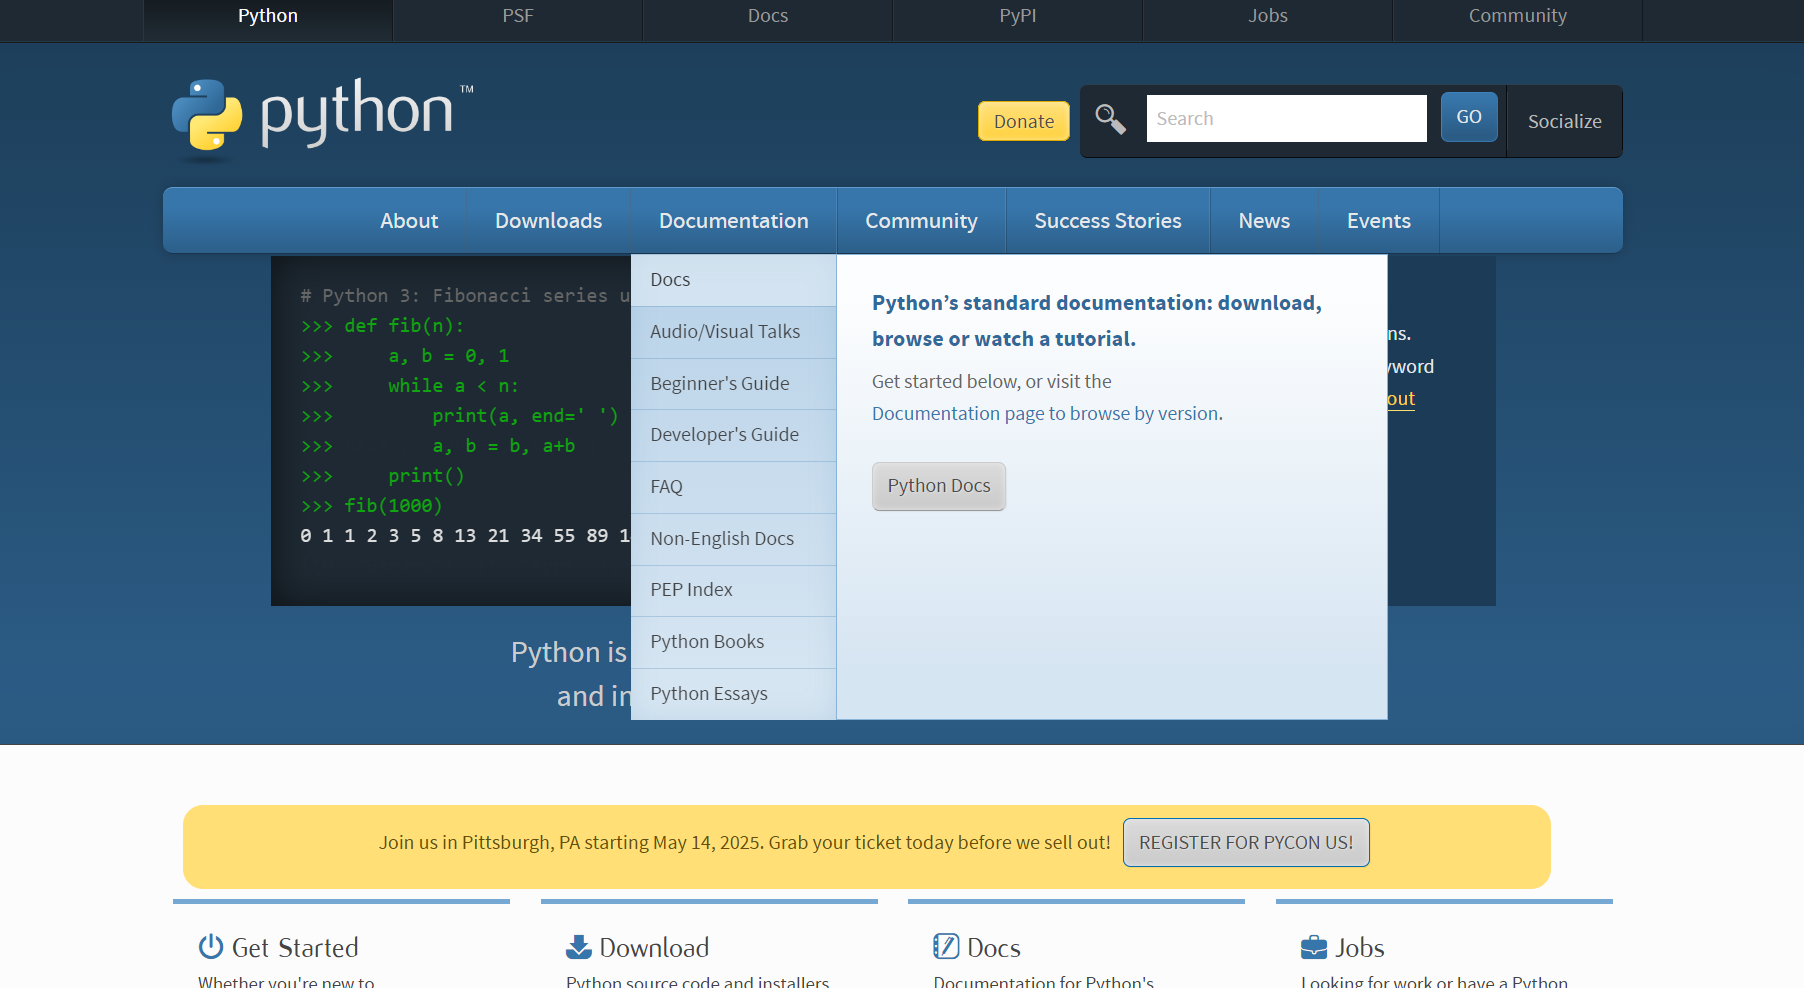 Python
PSF
Docs
PyPI
Jobs
Community
python™
Donate
Search
GO
Socialize
About
Downloads
Documentation
Community
Success Stories
News
Events
# Python 3: Fibonacci series u
>>> def fib(n):
>>>     a, b = 0, 1
>>>     while a < n:
>>>         print(a, end=' ')
>>>         a, b = b, a+b
>>>     print()
>>> fib(1000)
0 1 1 2 3 5 8 13 21 34 55 89 1
Docs
Audio/Visual Talks
Beginner's Guide
Developer's Guide
FAQ
Non-English Docs
PEP Index
Python Books
Python Essays
Python’s standard documentation: download,
browse or watch a tutorial.
Get started below, or visit the
Documentation page to browse by version.
Python Docs
ns.
word
out
Python is
and in
Join us in Pittsburgh, PA starting May 14, 2025. Grab your ticket today before we sell out!
REGISTER FOR PYCON US!
Get Started
Whether you're new to
Download
Python source code and installers
Docs
Documentation for Python's
Jobs
Looking for work or have a Python